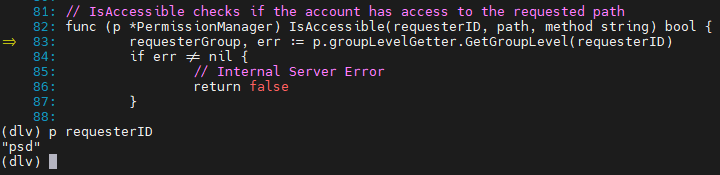 81: // IsAccessible checks if the account has access to the requested path
82: func (p *PermissionManager) IsAccessible(requesterID, path, method string) bool {
=> 83: requesterGroup, err := p.groupLevelGetter.GetGroupLevel(requesterID)
84: if err ≠ nil {
85: // Internal Server Error
86: return false
87: }
88:
(dlv) p requesterID
"psd"
(dlv)